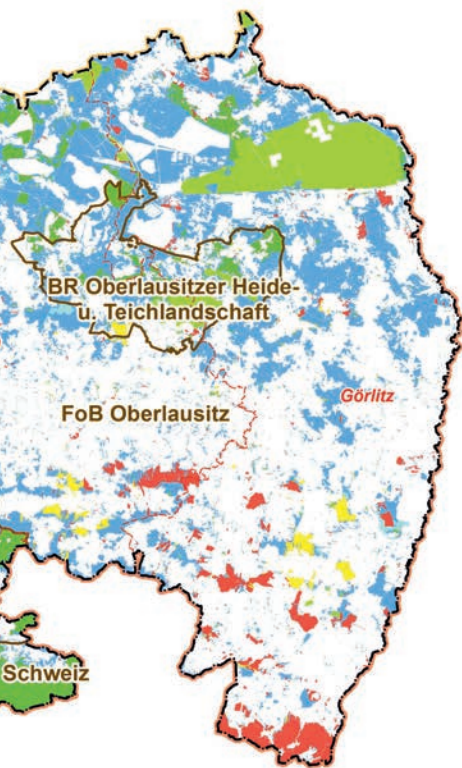 BR Oberlausitzer Heide-
u. Teichlandschaft
Görlitz
FoB Oberlausitz
Schweiz